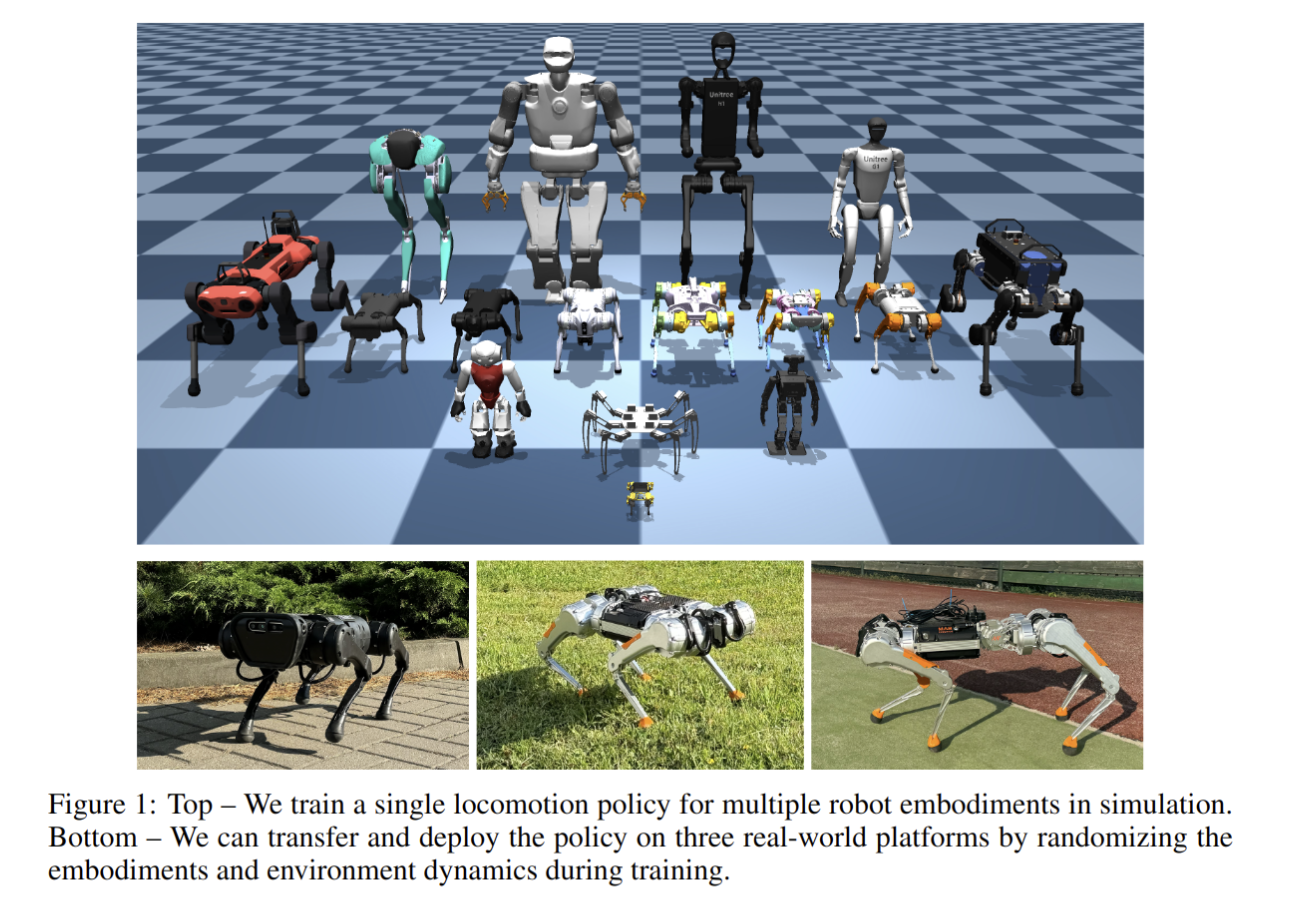 Unitree
H1
Unitree
G1
Figure 1: Top – We train a single locomotion policy for multiple robot embodiments in simulation.
Bottom – We can transfer and deploy the policy on three real-world platforms by randomizing the
embodiments and environment dynamics during training.